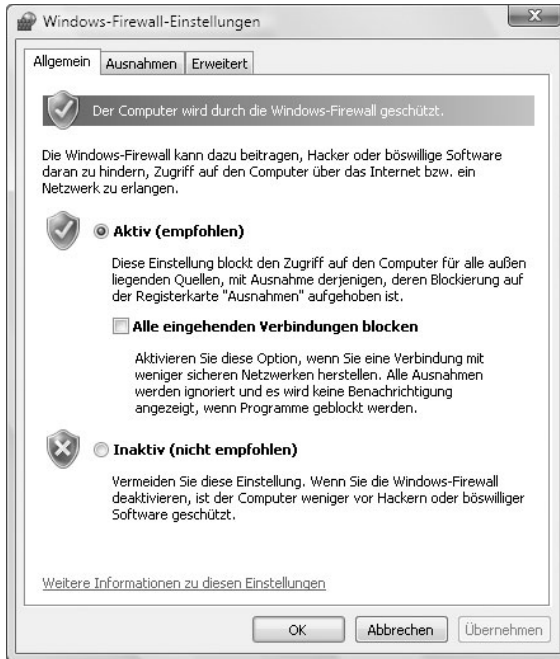 Windows-Firewall-Einstellungen
Allgemein Ausnahmen Erweitert
Der Computer wird durch die Windows-Firewall geschützt.
Die Windows-Firewall kann dazu beitragen, Hacker oder böswillige Software
daran zu hindern, Zugriff auf den Computer über das Internet bzw. ein
Netzwerk zu erlangen.
Aktiv (empfohlen)
Diese Einstellung blockt den Zugriff auf den Computer für alle außen
liegenden Quellen, mit Ausnahme derjenigen, deren Blockierung auf
der Registerkarte "Ausnahmen" aufgehoben ist.
Alle eingehenden Verbindungen blocken
Aktivieren Sie diese Option, wenn Sie eine Verbindung mit
weniger sicheren Netzwerken herstellen. Alle Ausnahmen
werden ignoriert und es wird keine Benachrichtigung
angezeigt, wenn Programme geblockt werden.
Inaktiv (nicht empfohlen)
Vermeiden Sie diese Einstellung. Wenn Sie die Windows-Firewall
deaktivieren, ist der Computer weniger vor Hackern oder böswilliger
Software geschützt.
Weitere Informationen zu diesen Einstellungen
OK Abbrechen Übernehmen